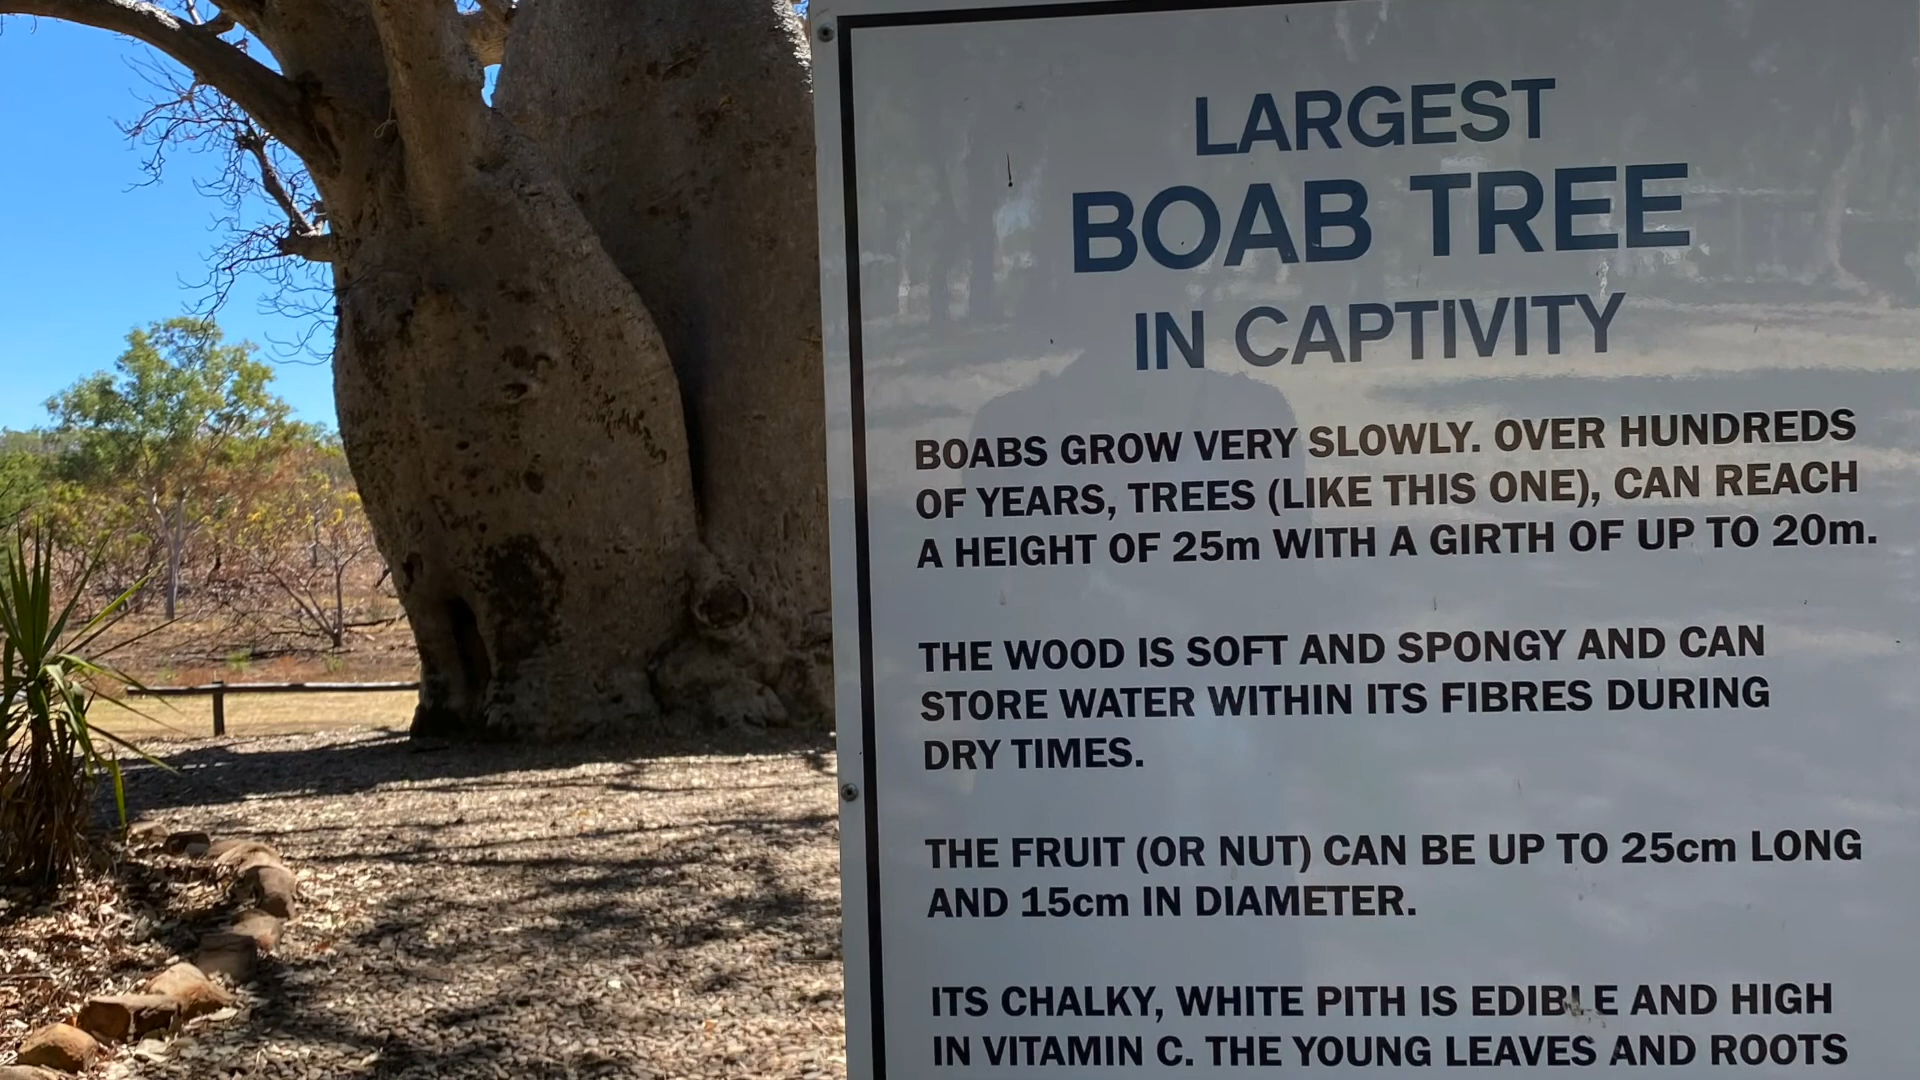 LARGEST
BOAB TREE
IN CAPTIVITY
BOABS GROW VERY SLOWLY. OVER HUNDREDS
OF YEARS, TREES (LIKE THIS ONE), CAN REACH
A HEIGHT OF 25m WITH A GIRTH OF UP TO 20m.
THE WOOD IS SOFT AND SPONGY AND CAN
STORE WATER WITHIN ITS FIBRES DURING
DRY TIMES.
THE FRUIT (OR NUT) CAN BE UP TO 25cm LONG
AND 15cm IN DIAMETER.
ITS CHALKY, WHITE PITH IS EDIBLE AND HIGH
IN VITAMIN C. THE YOUNG LEAVES AND ROOTS